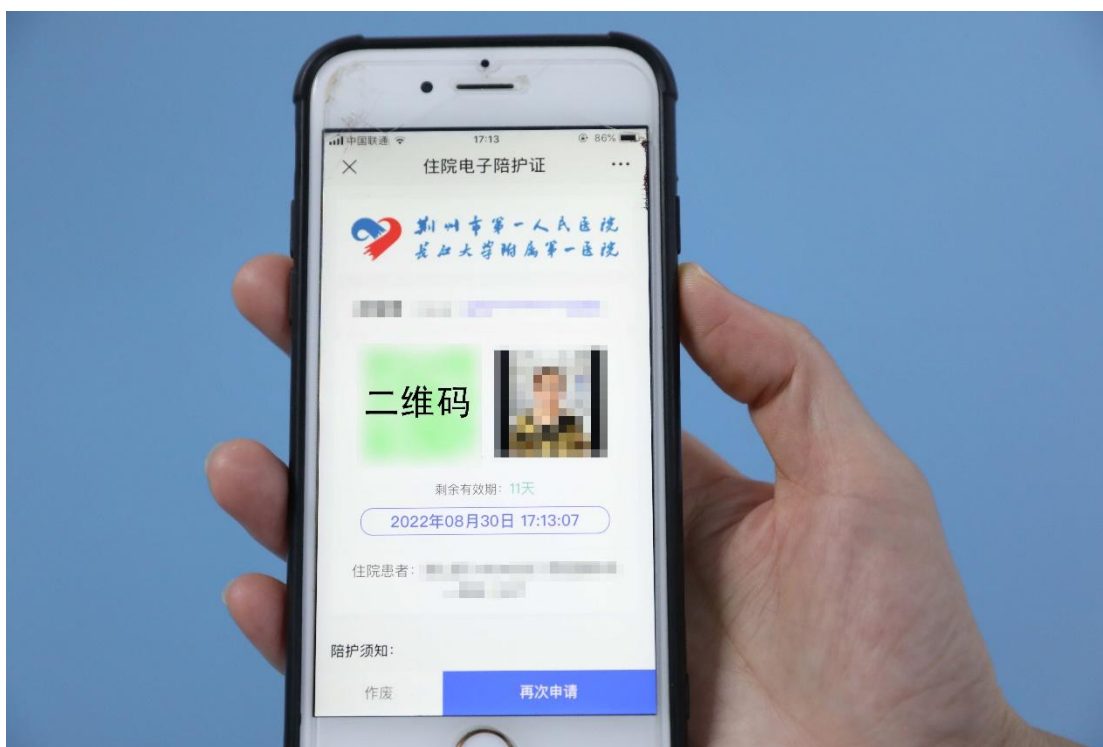 中国联通 17:13 86%
住院电子陪护证
荆州市第一人民医院
长江大学附属第一医院
二维码
剩余有效期：11天
2022年08月30日 17:13:07
住院患者：
陪护须知：
作废 再次申请